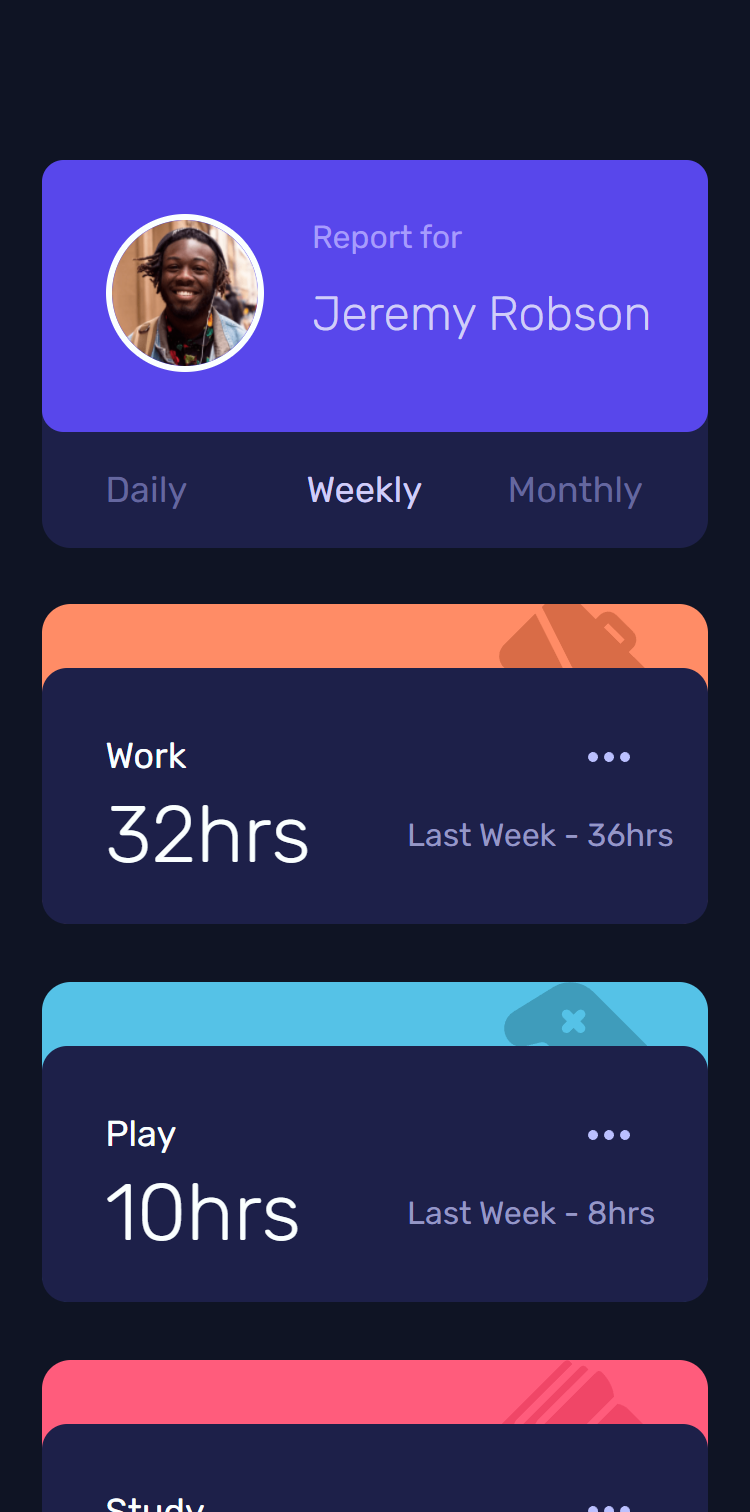 Report for
Jeremy Robson
Daily Weekly Monthly
Work
32hrs Last Week - 36hrs
Play
10hrs Last Week - 8hrs
Study